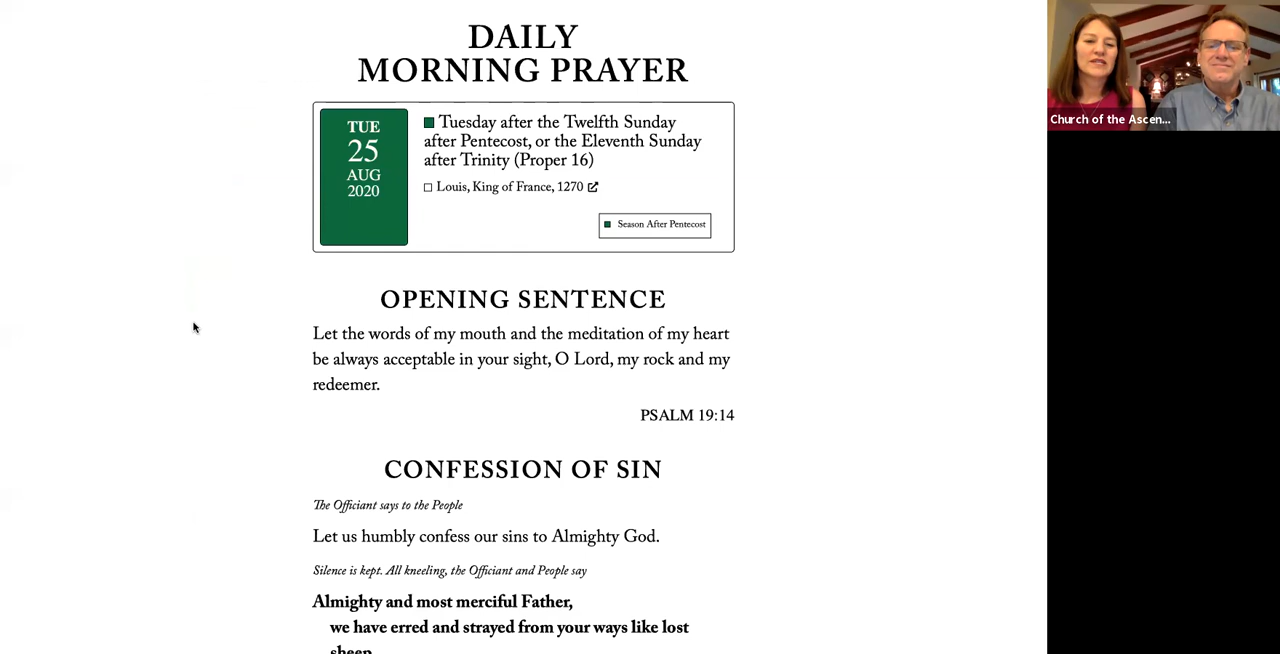 DAILY
MORNING PRAYER
TUE
25
AUG
2020
Tuesday after the Twelfth Sunday
after Pentecost, or the Eleventh Sunday
after Trinity (Proper 16)
Louis, King of France, 1270
Season After Pentecost
OPENING SENTENCE
Let the words of my mouth and the meditation of my heart
be always acceptable in your sight, O Lord, my rock and my
redeemer.
PSALM 19:14
CONFESSION OF SIN
The Officiant says to the People
Let us humbly confess our sins to Almighty God.
Silence is kept. All kneeling, the Officiant and People say
Almighty and most merciful Father,
we have erred and strayed from your ways like lost
sheep
Church of the Ascen...